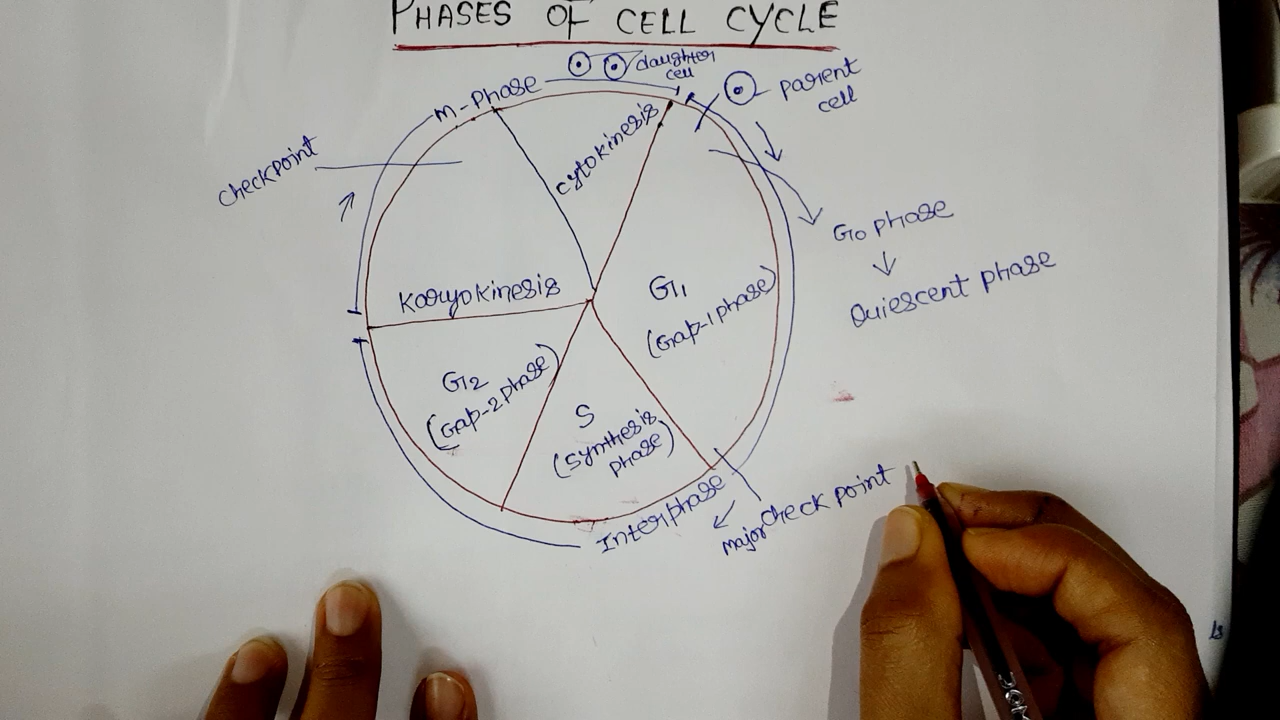 PHASES OF CELL CYCLE
daughter
cell
M-Phase
parent
cell
checkpoint
cytokinesis
G0 phase
Quiescent phase
Karyokinesis
G1
(Gap-1 phase)
G2
(Gap-2 phase)
S
(Synthesis
phase)
Interphase
Major check point